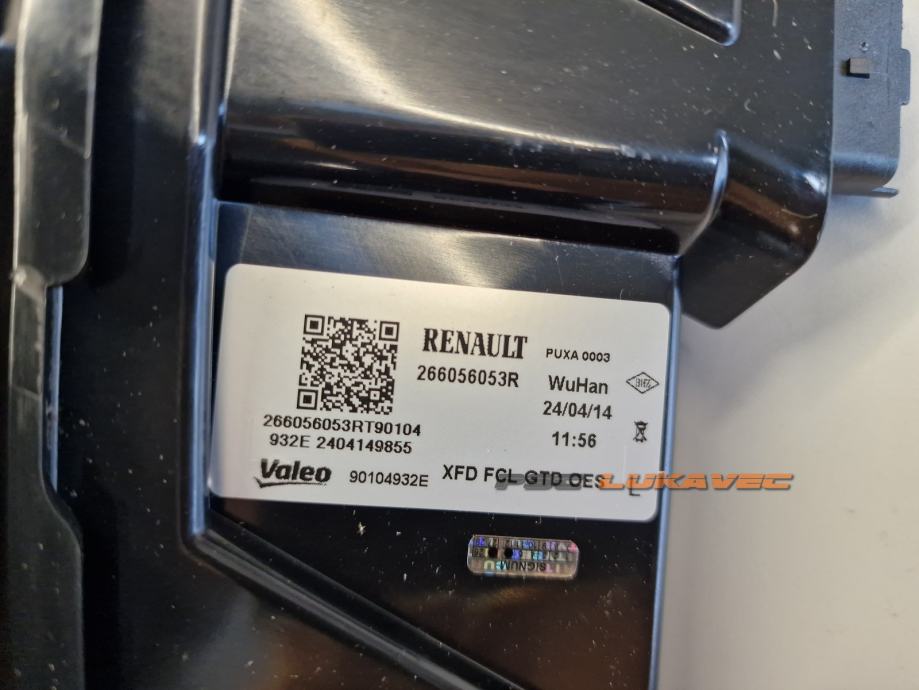 RENAULT
PUXA 0003
266056053R
WuHan
24/04/14
11:56
266056053RT90104
932E 2404149855
Valeo
90104932E
XFD FCL GTD OES L
LUKAVEC
SIGNUM